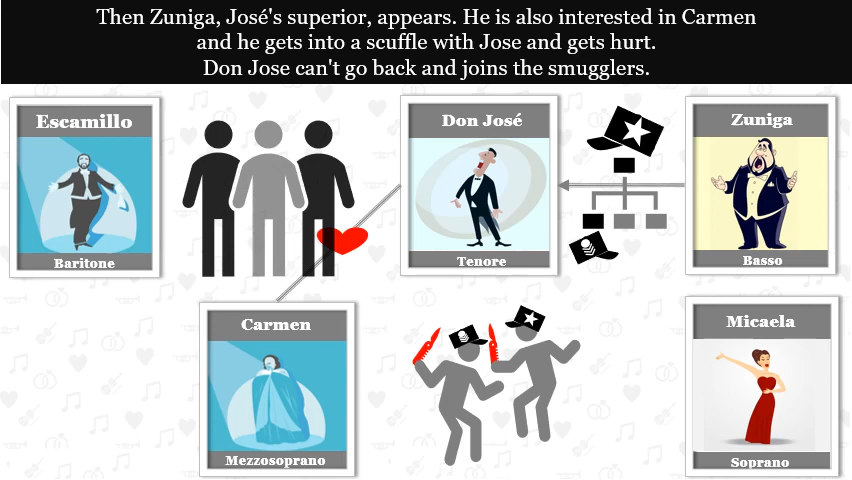 Then Zuniga, José's superior, appears. He is also interested in Carmen
and he gets into a scuffle with Jose and gets hurt.
Don Jose can't go back and joins the smugglers.
Escamillo
Baritone
Don José
Tenore
Zuniga
Basso
Carmen
Mezzosoprano
Micaela
Soprano